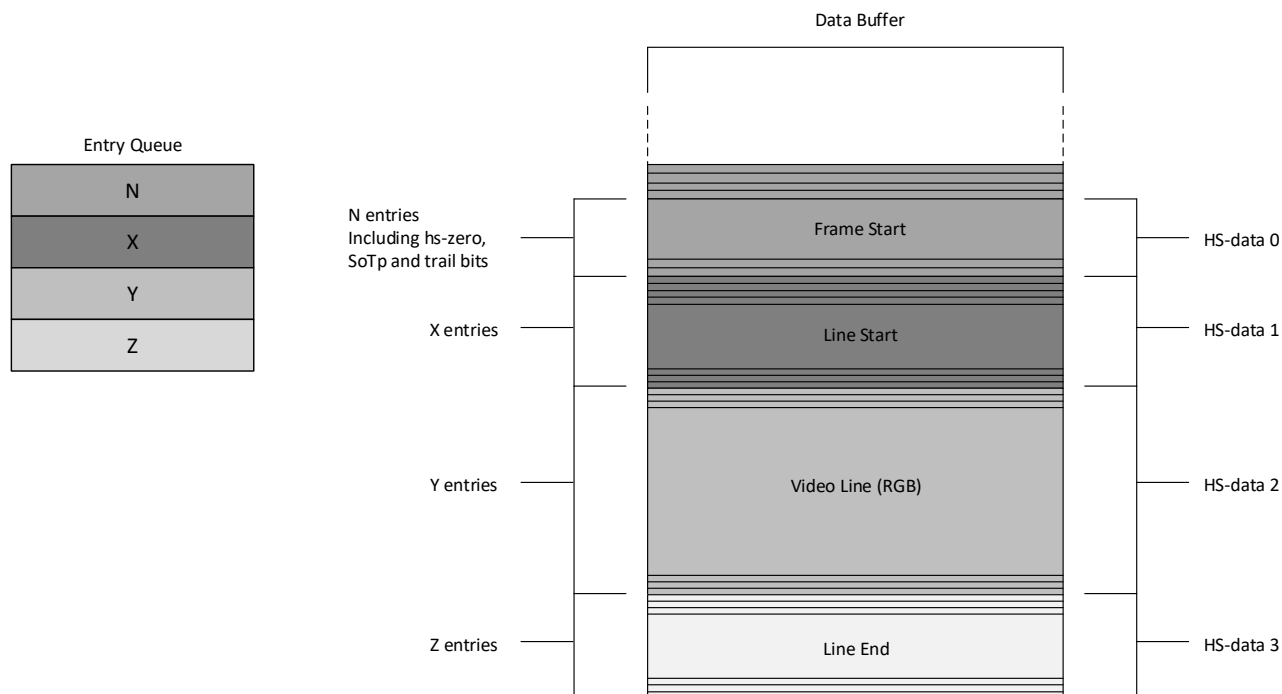 Data Buffer
Entry Queue
N
X
Y
Z
N entries
Including hs-zero,
SoTp and trail bits
Frame Start
HS-data 0
X entries
Line Start
HS-data 1
Y entries
Video Line (RGB)
HS-data 2
Z entries
Line End
HS-data 3